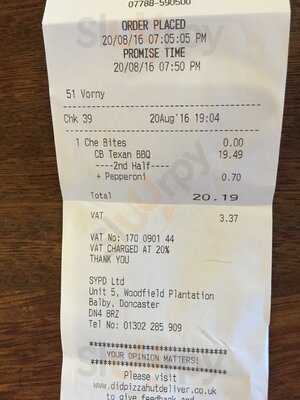 07788-590500
ORDER PLACED
20/08/16 07:05:05 PM
PROMISE TIME
20/08/16 07:50 PM
51 Vorny
Chk 39 20Aug'16 19:04
1 Che Bites 0.00
CB Texan BBQ 19.49
----2nd Half----
+ Pepperoni 0.70
Total 20.19
VAT 3.37
VAT No: 170 0901 44
VAT CHARGED AT 20%
THANK YOU
SYPD Ltd
Unit 5, Woodfield Plantation
Balby, Doncaster
DN4 8RZ
Tel No: 01302 285 909
YOUR OPINION MATTERS!
Please visit
www.didpizzahutdeliver.co.uk
to give feedback and